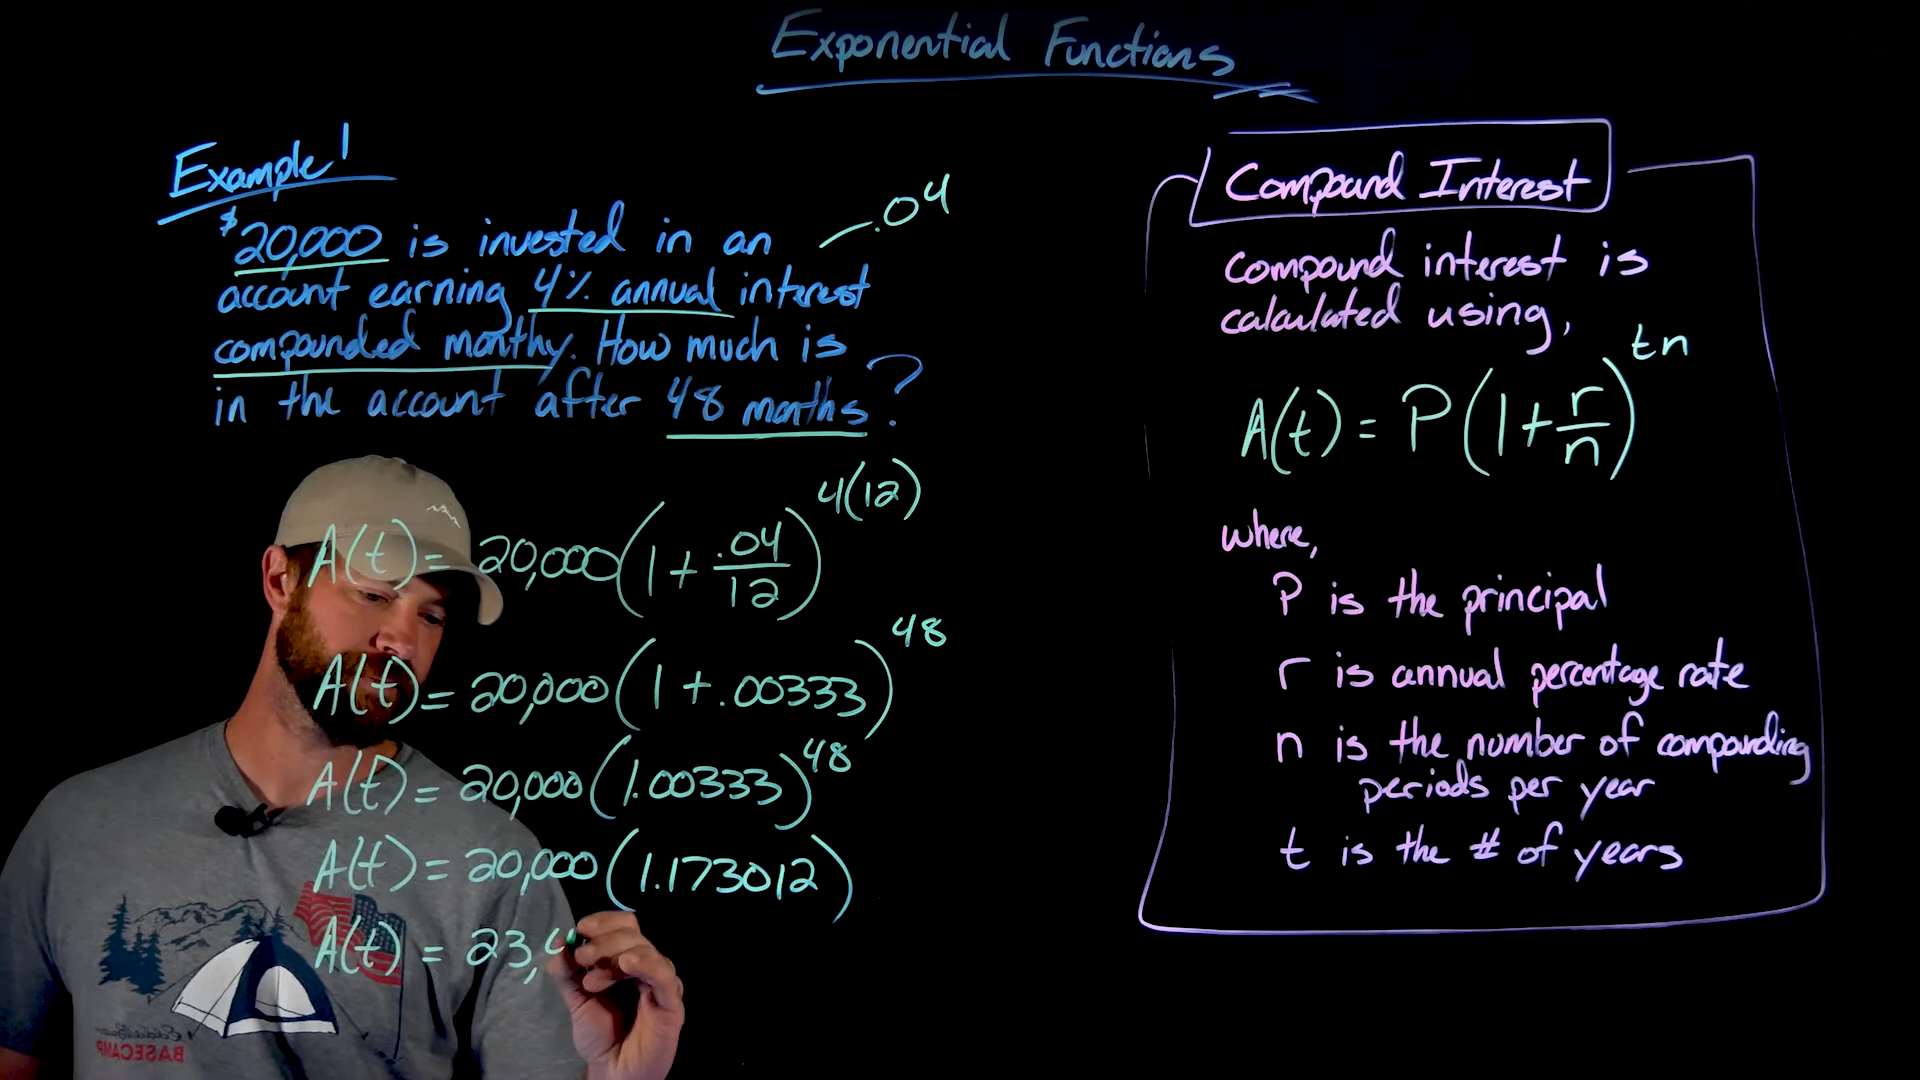 Exponential Functions
Example 1
$20,000 is invested in an
account earning 4% annual interest
compounded monthy. How much is
in the account after 48 months?
.04
A(t) = 20,000(1 + .04/12)^4(12)
A(t) = 20,000(1 + .00333)^48
A(t) = 20,000(1.00333)^48
A(t) = 20,000(1.173012)
A(t) = 23,
Compound Interest
compound interest is
calculated using,
A(t) = P(1 + r/n)^tn
where,
P is the principal
r is annual percentage rate
n is the number of compounding
periods per year
t is the # of years
Eddie Bauer
BASECAMP